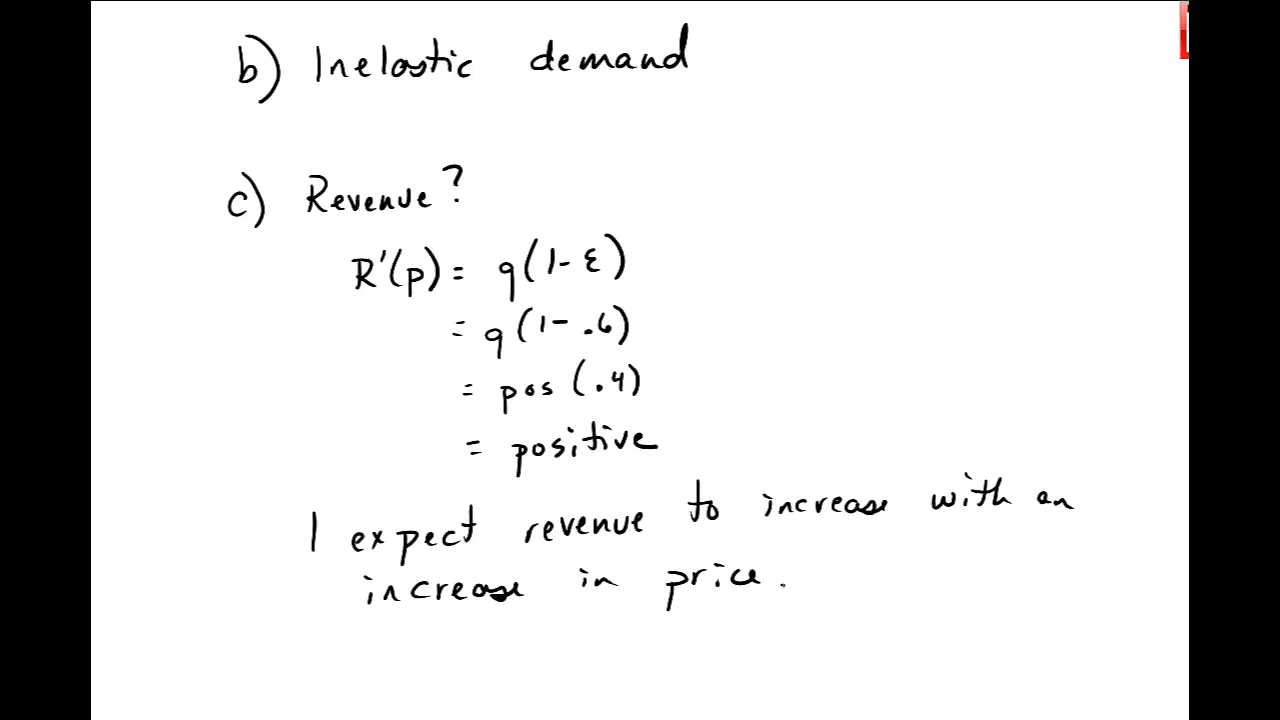 b) Inelastic demand
c) Revenue?
R'(p) = q(1- ε)
= q(1- .6)
= pos (.4)
= positive
I expect revenue to increase with an
increase in price.